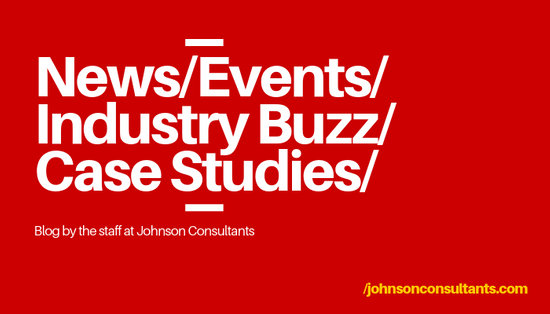 News/Events/
Industry Buzz/
Case Studies/
Blog by the staff at Johnson Consultants
/johnsonconsultants.com